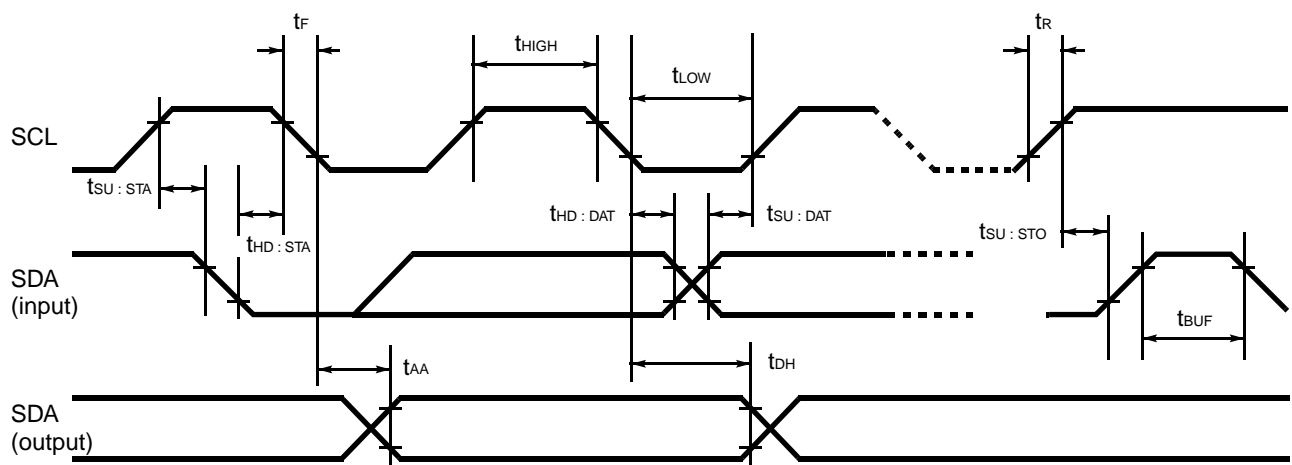 tF
tHIGH
tR
tLOW
SCL
tSU : STA
tHD : STA
tHD : DAT
tSU : DAT
tSU : STO
SDA
(input)
tBUF
tAA
tDH
SDA
(output)